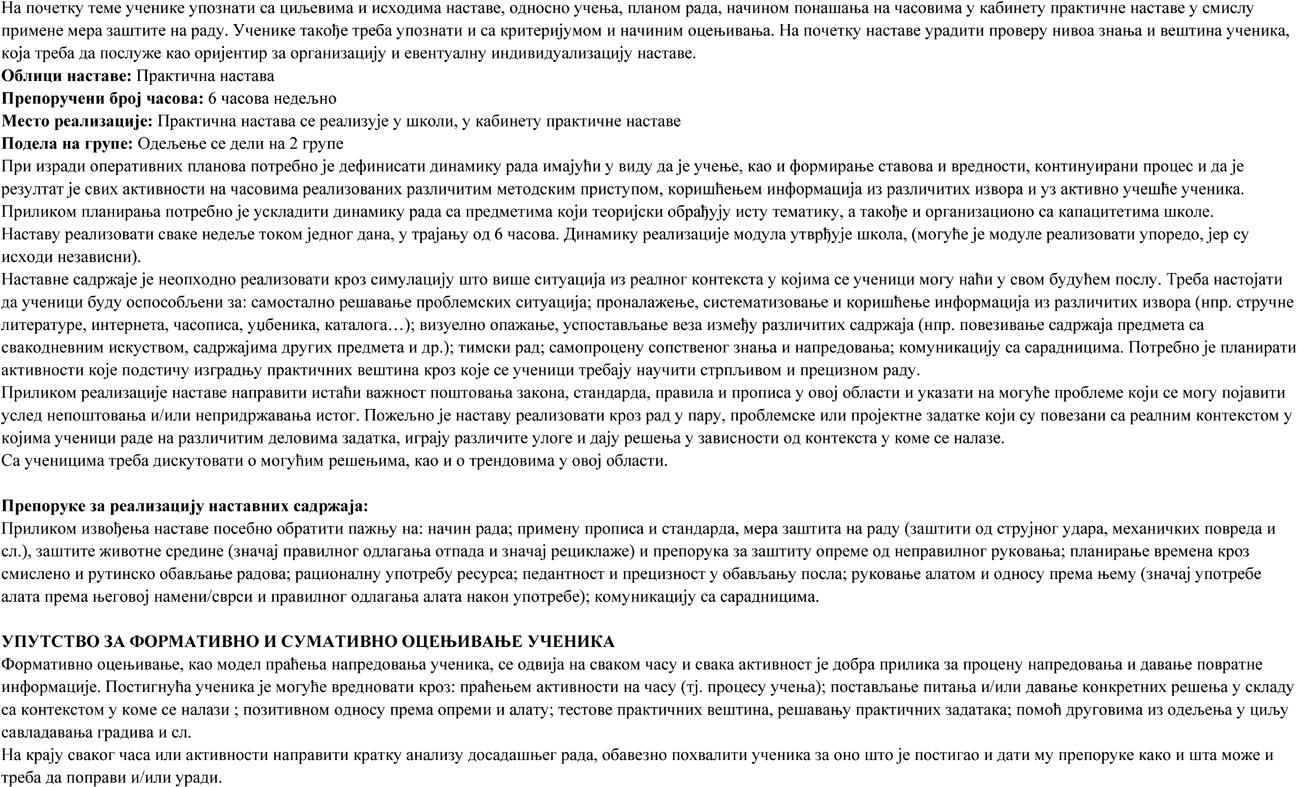 На почетку теме ученике упознати са циљевима и исходима наставе, односно учења, планом рада, начином понашања на часовима у кабинету практичне наставе у смислу
примене мера заштите на раду. Ученике такође треба упознати и са критеријумом и начиним оцењивања. На почетку наставе урадити проверу нивоа знања и вештина ученика,
која треба да послуже као оријентир за организацију и евентуалну индивидуализацију наставе.
Облици наставе: Практична настава
Препоручени број часова: 6 часова недељно
Место реализације: Практична настава се реализује у школи, у кабинету практичне наставе
Подела на групе: Одељење се дели на 2 групе
При изради оперативних планова потребно је дефинисати динамику рада имајући у виду да је учење, као и формирање ставова и вредности, континуирани процес и да је
резултат је свих активности на часовима реализованих различитим методским приступом, коришћењем информација из различитих извора и уз активно учешће ученика.
Приликом планирања потребно је ускладити динамику рада са предметима који теоријски обрађују исту тематику, а такође и организационо са капацитетима школе.
Наставу реализовати сваке недеље током једног дана, у трајању од 6 часова. Динамику реализације модула утврђује школа, (могуће је модуле реализовати упоредо, јер су
исходи независни).
Наставне садржаје је неопходно реализовати кроз симулацију што више ситуација из реалног контекста у којима се ученици могу наћи у свом будућем послу. Треба настојати
да ученици буду оспособљени за: самостално решавање проблемских ситуација; проналажење, систематизовање и коришћење информација из различитих извора (нпр. стручне
литературе, интернета, часописа, уџбеника, каталога…); визуелно опажање, успостављање веза између различитих садржаја (нпр. повезивање садржаја предмета са
свакодневним искуством, садржајима других предмета и др.); тимски рад; самопроцену сопственог знања и напредовања; комуникацију са сарадницима. Потребно је планирати
активности које подстичу изградњу практичних вештина кроз које се ученици требају научити стрпљивом и прецизном раду.
Приликом реализације наставе направити истаћи важност поштовања закона, стандарда, правила и прописа у овој области и указати на могуће проблеме који се могу појавити
услед непоштовања и/или непридржавања истог. Пожељно је наставу реализовати кроз рад у пару, проблемске или пројектне задатке који су повезани са реалним контекстом у
којима ученици раде на различитим деловима задатка, играју различите улоге и дају решења у зависности од контекста у коме се налазе.
Са ученицима треба дискутовати о могућим решењима, као и о трендовима у овој области.
Препоруке за реализацију наставних садржаја:
Приликом извођења наставе посебно обратити пажњу на: начин рада; примену прописа и стандарда, мера заштита на раду (заштити од струјног удара, механичких повреда и
сл.), заштите животне средине (значај правилног одлагања отпада и значај рециклаже) и препорука за заштиту опреме од неправилног руковања; планирање времена кроз
смислено и рутинско обављање радова; рационалну употребу ресурса; педантност и прецизност у обављању посла; руковање алатом и односу према њему (значај употребе
алата према његовој намени/сврси и правилног одлагања алата након употребе); комуникацију са сарадницима.
УПУТСТВО ЗА ФОРМАТИВНО И СУМАТИВНО ОЦЕЊИВАЊЕ УЧЕНИКА
Формативно оцењивање, као модел праћења напредовања ученика, се одвија на сваком часу и свака активност је добра прилика за процену напредовања и давање повратне
информације. Постигнућа ученика је могуће вредновати кроз: праћењем активности на часу (тј. процесу учења); постављање питања и/или давање конкретних решења у складу
са контекстом у коме се налази ; позитивном односу према опреми и алату; тестове практичних вештина, решавању практичних задатака; помоћ друговима из одељења у циљу
савладавања градива и сл.
На крају сваког часа или активности направити кратку анализу досадашњег рада, обавезно похвалити ученика за оно што је постигао и дати му препоруке како и шта може и
треба да поправи и/или уради.